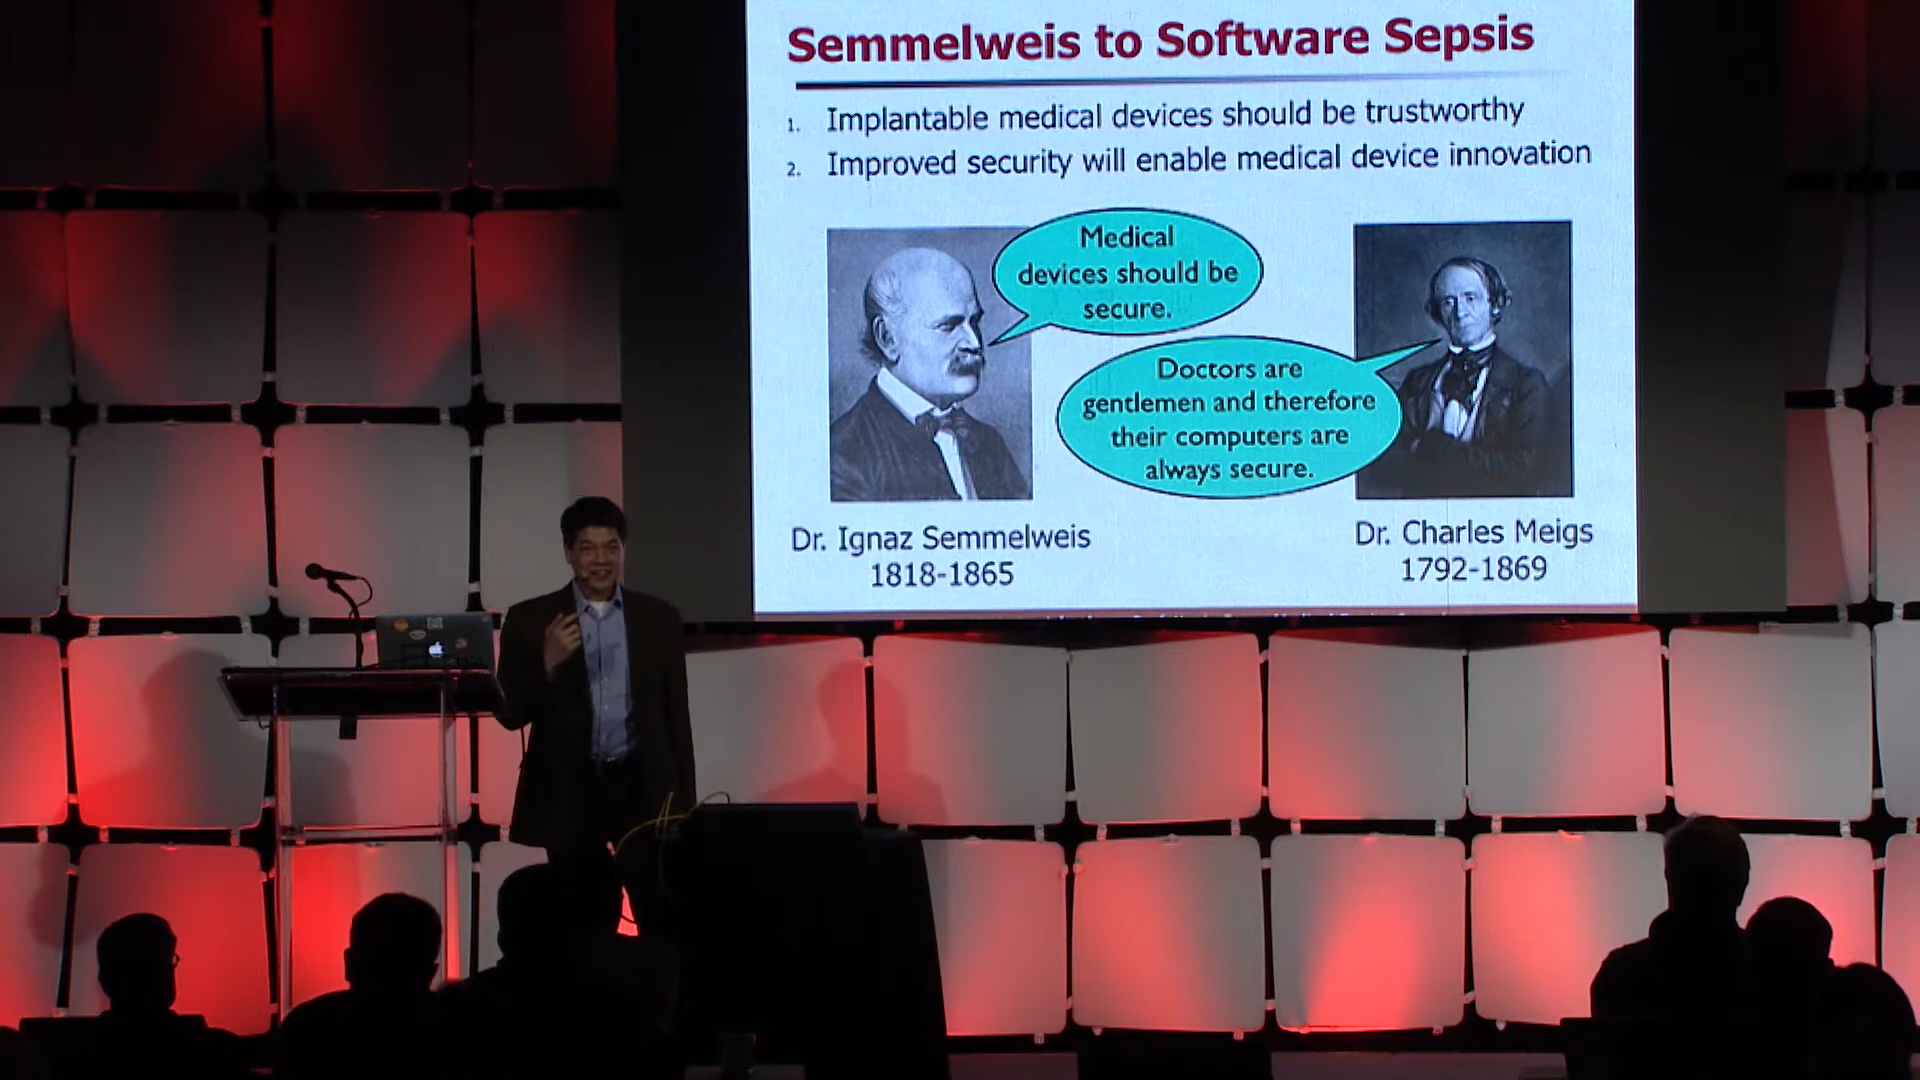 Semmelweis to Software Sepsis
1. Implantable medical devices should be trustworthy
2. Improved security will enable medical device innovation
Medical
devices should be
secure.
Doctors are
gentlemen and therefore
their computers are
always secure.
Dr. Ignaz Semmelweis
1818-1865
Dr. Charles Meigs
1792-1869